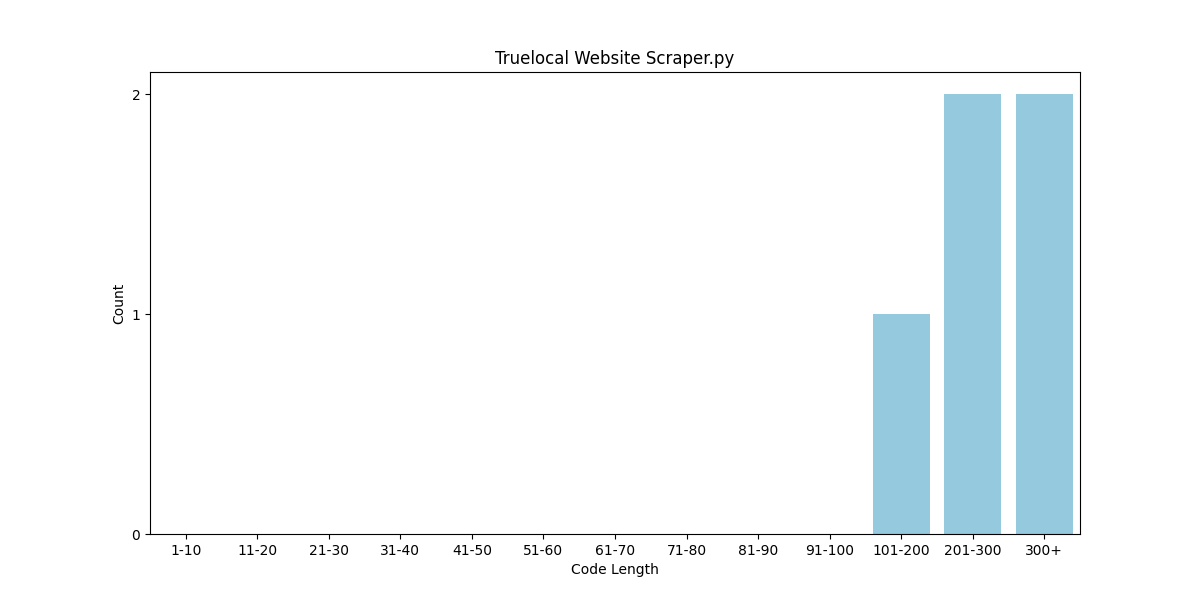 Truelocal Website Scraper.py
2
1
0
Count
1-10 11-20 21-30 31-40 41-50 51-60 61-70 71-80 81-90 91-100 101-200 201-300 300+
Code Length